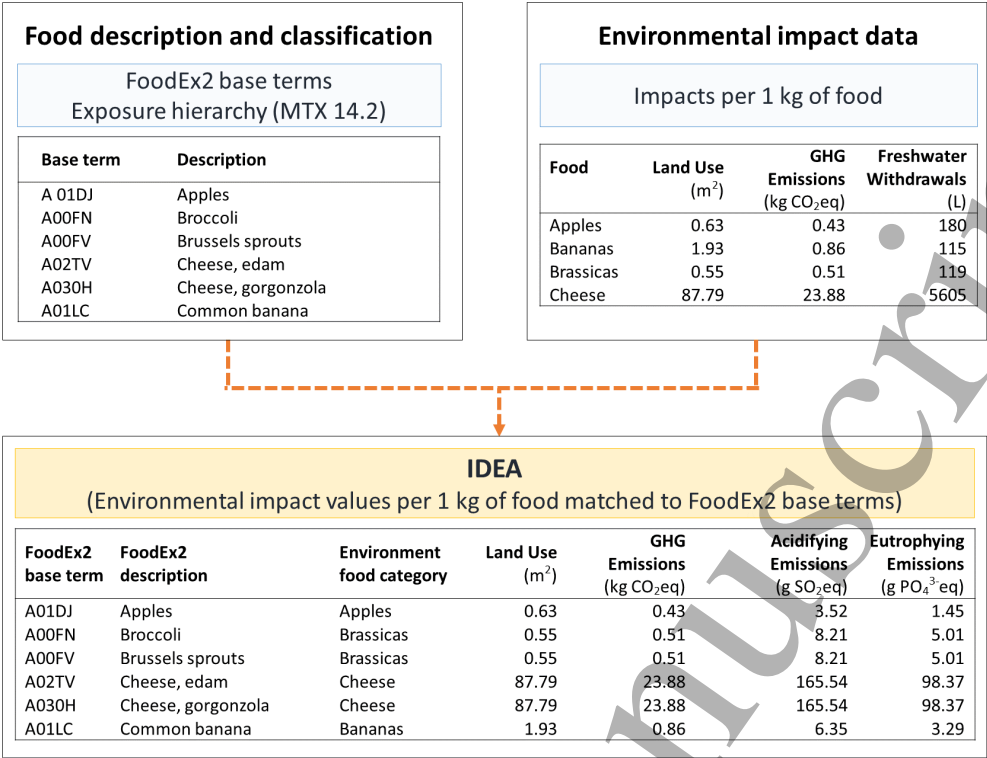 Food description and classification
FoodEx2 base terms
Exposure hierarchy (MTX 14.2)
Base term Description
A 01DJ Apples
A00FN Broccoli
A00FV Brussels sprouts
A02TV Cheese, edam
A030H Cheese, gorgonzola
A01LC Common banana
Environmental impact data
Impacts per 1 kg of food
Food Land Use (m²) GHG Emissions (kg CO₂eq) Freshwater Withdrawals (L)
Apples 0.63 0.43 180
Bananas 1.93 0.86 115
Brassicas 0.55 0.51 119
Cheese 87.79 23.88 5605
IDEA
(Environmental impact values per 1 kg of food matched to FoodEx2 base terms)
FoodEx2 base term FoodEx2 description Environment food category Land Use (m²) GHG Emissions (kg CO₂eq) Acidifying Emissions (g SO₂eq) Eutrophying Emissions (g PO₄³⁻eq)
A01DJ Apples Apples 0.63 0.43 3.52 1.45
A00FN Broccoli Brassicas 0.55 0.51 8.21 5.01
A00FV Brussels sprouts Brassicas 0.55 0.51 8.21 5.01
A02TV Cheese, edam Cheese 87.79 23.88 165.54 98.37
A030H Cheese, gorgonzola Cheese 87.79 23.88 165.54 98.37
A01LC Common banana Bananas 1.93 0.86 6.35 3.29
nuscri